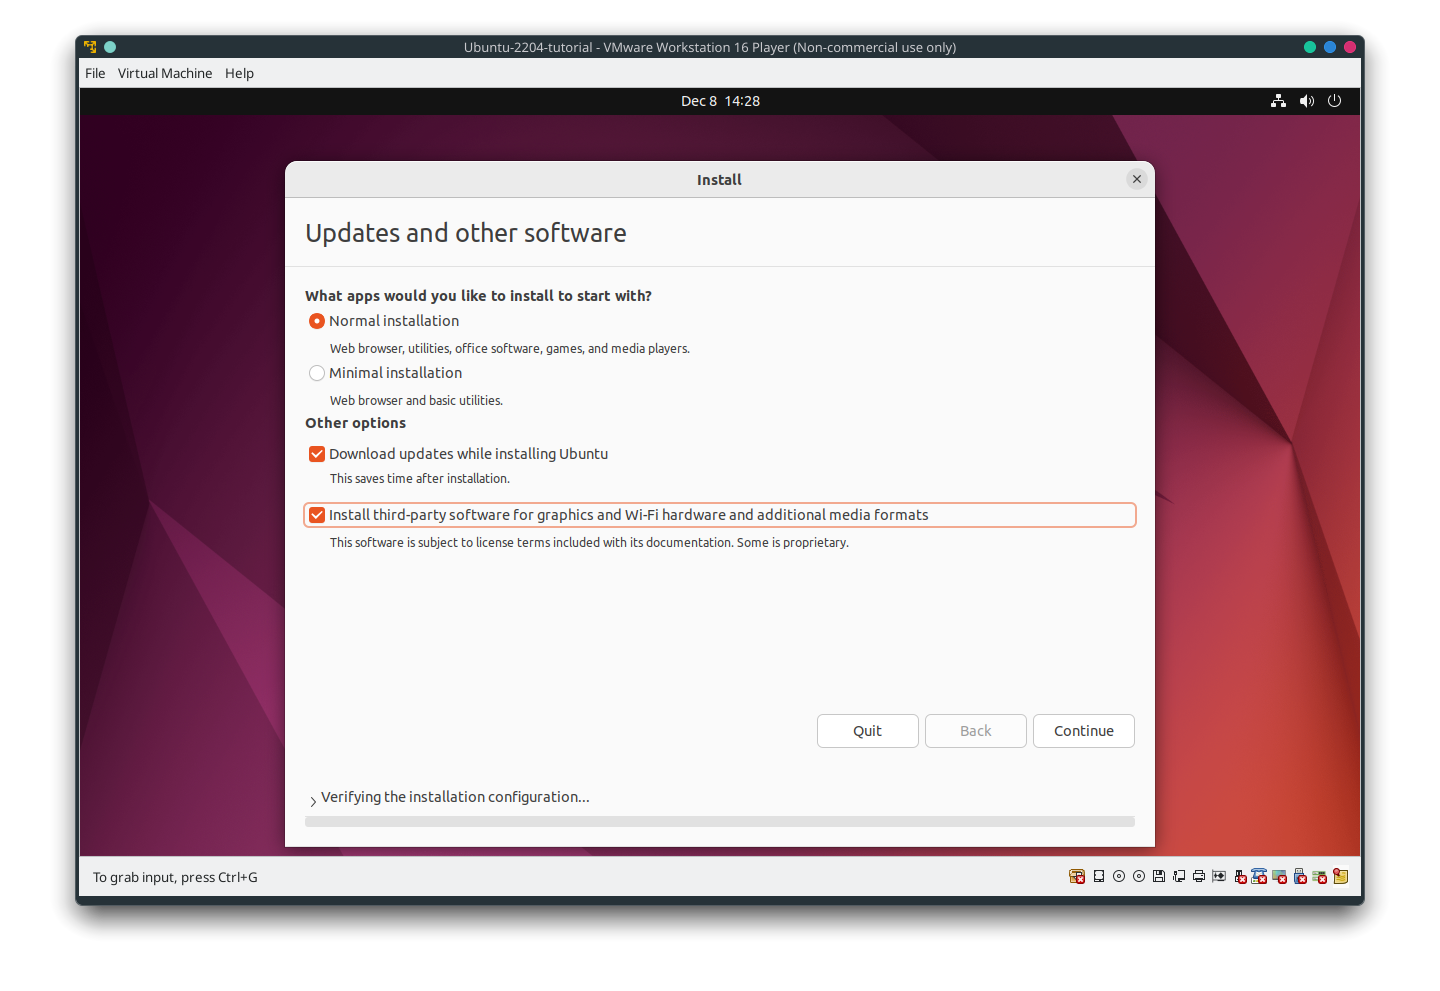 Ubuntu-2204-tutorial - VMware Workstation 16 Player (Non-commercial use only)
File Virtual Machine Help
Dec 8 14:28
Install
Updates and other software
What apps would you like to install to start with?
Normal installation
Web browser, utilities, office software, games, and media players.
Minimal installation
Web browser and basic utilities.
Other options
Download updates while installing Ubuntu
This saves time after installation.
Install third-party software for graphics and Wi-Fi hardware and additional media formats
This software is subject to license terms included with its documentation. Some is proprietary.
Quit Back Continue
Verifying the installation configuration...
To grab input, press Ctrl+G